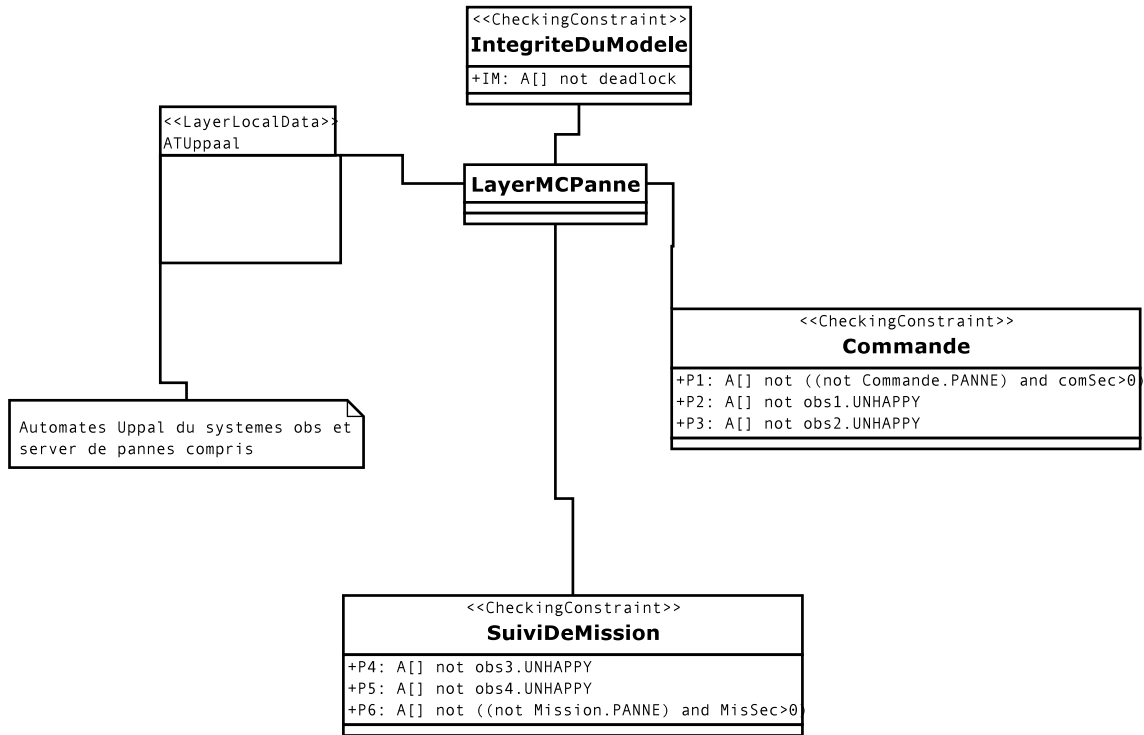 <<CheckingConstraint>>
IntegriteDuModele
+IM: A[] not deadlock
<<LayerLocalData>>
ATUppaal
LayerMCPanne
<<CheckingConstraint>>
Commande
+P1: A[] not ((not Commande.PANNE) and comSec>0)
+P2: A[] not obs1.UNHAPPY
+P3: A[] not obs2.UNHAPPY
Automates Uppal du systemes obs et
server de pannes compris
<<CheckingConstraint>>
SuiviDeMission
+P4: A[] not obs3.UNHAPPY
+P5: A[] not obs4.UNHAPPY
+P6: A[] not ((not Mission.PANNE) and MisSec>0)